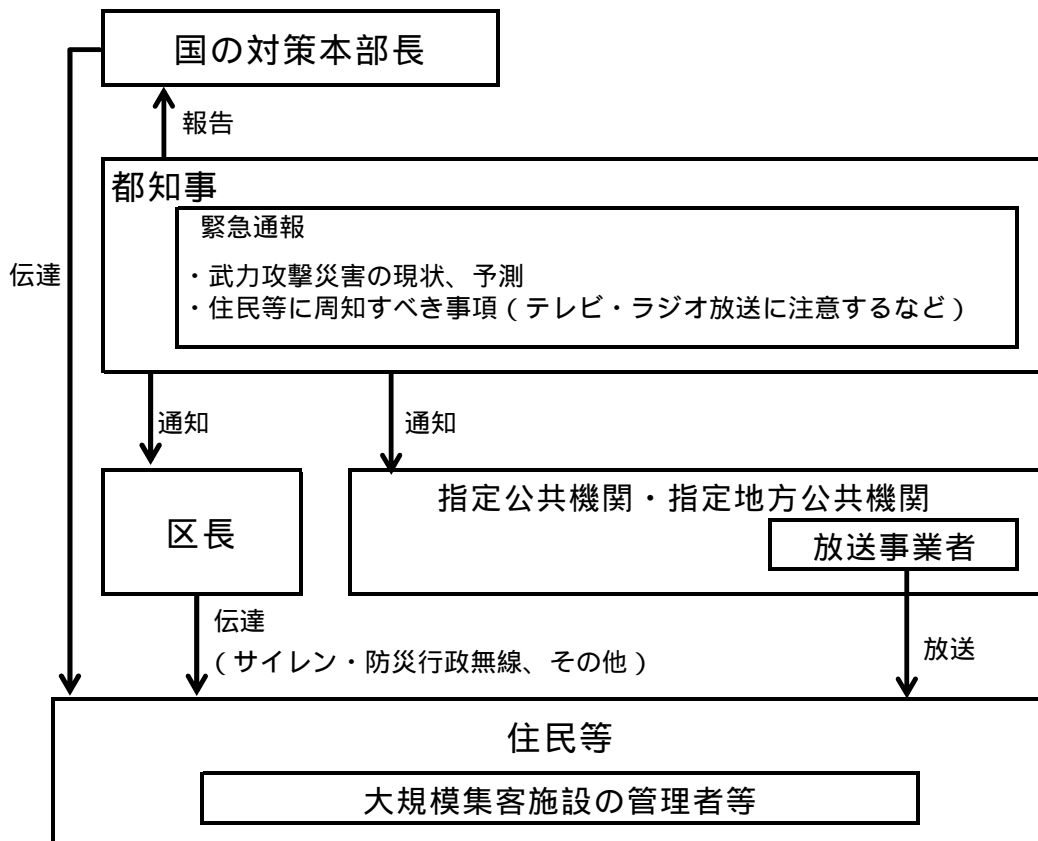 国の対策本部長
報告
都知事
緊急通報
・武力攻撃災害の現状、予測
・住民等に周知すべき事項(テレビ・ラジオ放送に注意するなど)
伝達
通知
通知
区長
指定公共機関・指定地方公共機関
放送事業者
伝達
(サイレン・防災行政無線、その他)
放送
住民等
大規模集客施設の管理者等